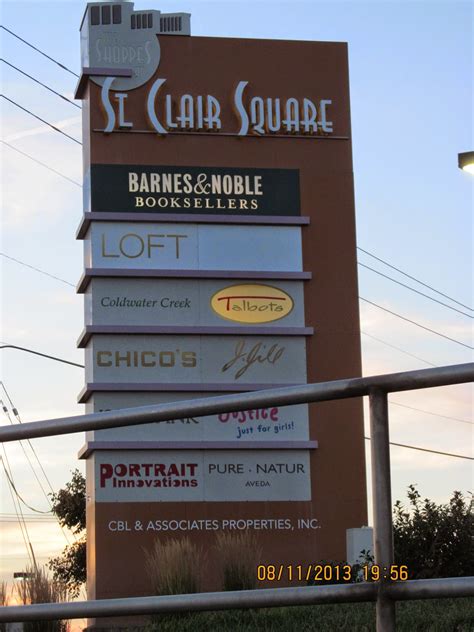 SHOPPES
ST. CLAIR SQUARE
BARNES&NOBLE
BOOKSELLERS
LOFT
Coldwater Creek
Talbots
CHICO'S
J.Jill
Justice
just for girls!
PORTRAIT
Innovations
PURE · NATUR
AVEDA
CBL & ASSOCIATES PROPERTIES, INC.
08/11/2013 19:56